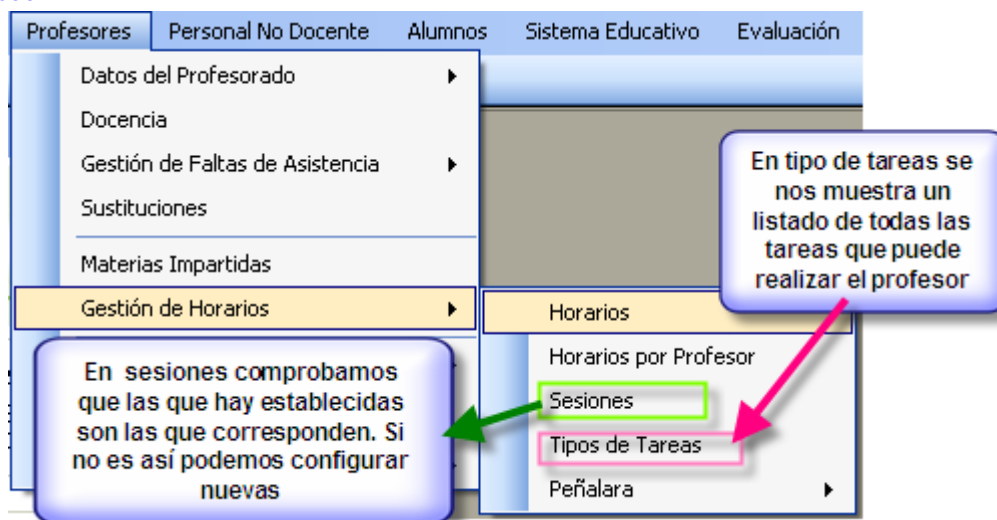 Profesores Personal No Docente Alumnos Sistema Educativo Evaluación
Datos del Profesorado
Docencia
Gestión de Faltas de Asistencia
Sustituciones
Materias Impartidas
Gestión de Horarios
En tipo de tareas se
nos muestra un
listado de todas las
tareas que puede
realizar el profesor
Horarios
Horarios por Profesor
Sesiones
Tipos de Tareas
Peñalara
En sesiones comprobamos
que las que hay establecidas
son las que corresponden. Si
no es así podemos configurar
nuevas